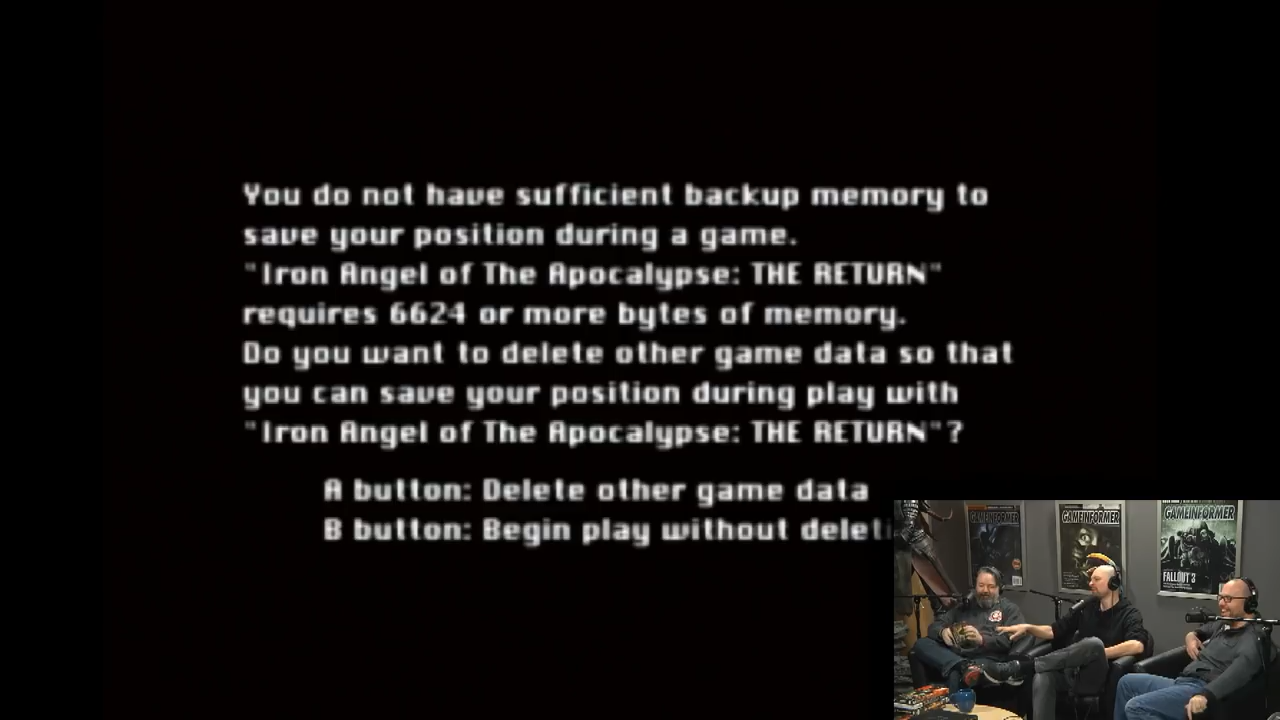 You do not have sufficient backup memory to
save your position during a game.
"Iron Angel of The Apocalypse: THE RETURN"
requires 6624 or more bytes of memory.
Do you want to delete other game data so that
you can save your position during play with
"Iron Angel of The Apocalypse: THE RETURN"?
A button: Delete other game data
B button: Begin play without deleti
GAMEINFORMER
GAMEINFORMER
GAMEINFORMER
FALLOUT 3